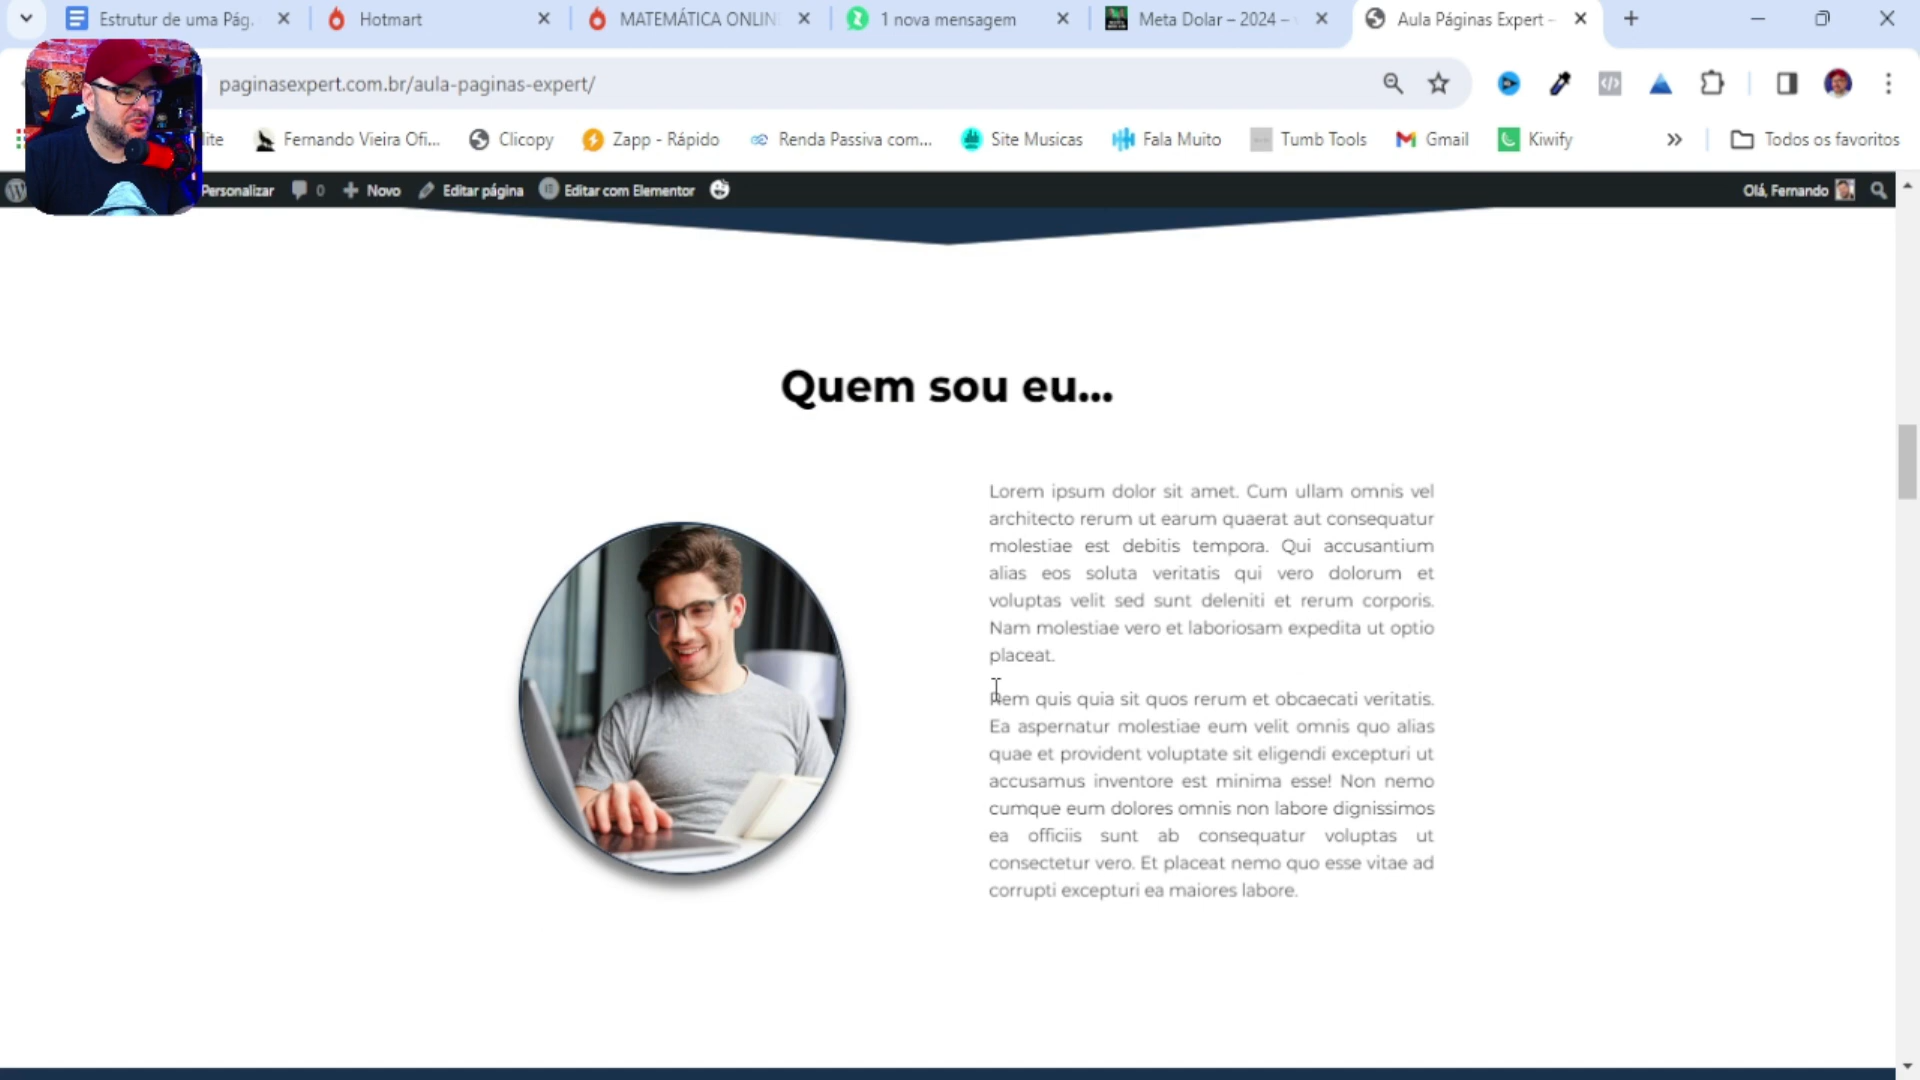 Estrutur de uma Pág.
Hotmart
MATEMÁTICA ONLIN
1 nova mensagem
Meta Dolar – 2024 –
Aula Páginas Expert –
paginasexpert.com.br/aula-paginas-expert/
lite
Fernando Vieira Ofi...
Clicopy
Zapp - Rápido
Renda Passiva com...
Site Musicas
Fala Muito
Tumb Tools
Gmail
Kiwify
Todos os favoritos
Personalizar
0
Novo
Editar página
Editar com Elementor
Olá, Fernando
Quem sou eu...
Lorem ipsum dolor sit amet. Cum ullam omnis vel
architecto rerum ut earum quaerat aut consequatur
molestiae est debitis tempora. Qui accusantium
alias eos soluta veritatis qui vero dolorum et
voluptas velit sed sunt deleniti et rerum corporis.
Nam molestiae vero et laboriosam expedita ut optio
placeat.
Rem quis quia sit quos rerum et obcaecati veritatis.
Ea aspernatur molestiae eum velit omnis quo alias
quae et provident voluptate sit eligendi excepturi ut
accusamus inventore est minima esse! Non nemo
cumque eum dolores omnis non labore dignissimos
ea officiis sunt ab consequatur voluptas ut
consectetur vero. Et placeat nemo quo esse vitae ad
corrupti excepturi ea maiores labore.